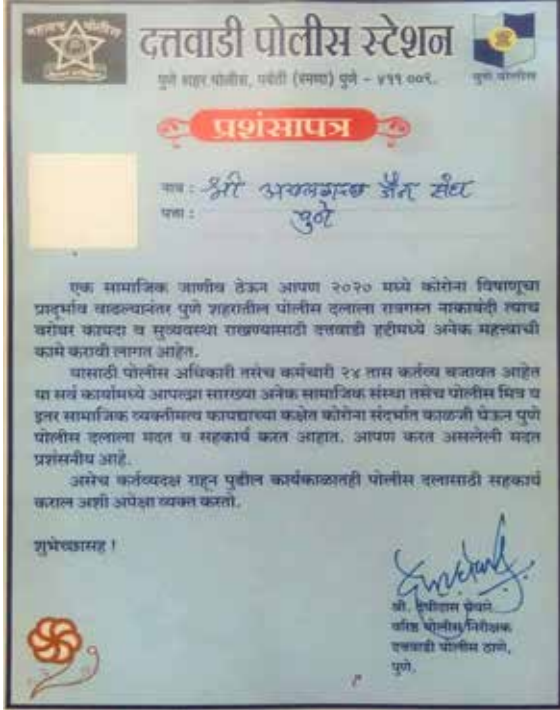 महाराष्ट्र पोलीस
दत्तवाडी पोलीस स्टेशन
पुणे शहर पोलीस, पर्वती (रमणा) पुणे - ४११ ००९.
पुणे पोलीस
प्रशंसापत्र
नाव : श्री अचलगच्छ जैन संघ
पत्ता : पुणे
एक सामाजिक जाणीव ठेऊन आपण २०२० मध्ये कोरोना विषाणूचा
प्रादुर्भाव वाढल्यानंतर पुणे शहरातील पोलीस दलाला रात्रगस्त नाकाबंदी त्याच
बरोबर कायदा व सुव्यवस्था राखण्यासाठी दत्तवाडी हद्दीमध्ये अनेक महत्त्वाची
कामे करावी लागत आहेत.
यासाठी पोलीस अधिकारी तसेच कर्मचारी २४ तास कर्तव्य बजावत आहेत
या सर्व कार्यामध्ये आपल्या सारख्या अनेक सामाजिक संस्था तसेच पोलीस मित्र व
इतर सामाजिक व्यक्तीमत्व कायद्याच्या कक्षेत कोरोना संदर्भात काळजी घेऊन पुणे
पोलीस दलाला मदत व सहकार्य करत आहात. आपण करत असलेली मदत
प्रशंसनीय आहे.
असेच कर्तव्यदक्ष राहून पुढील कार्यकाळातही पोलीस दलासाठी सहकार्य
कराल अशी अपेक्षा व्यक्त करतो.
शुभेच्छासह !
श्री. देविदास घेवारे
वरिष्ठ पोलीस निरीक्षक
दत्तवाडी पोलीस ठाणे,
पुणे.